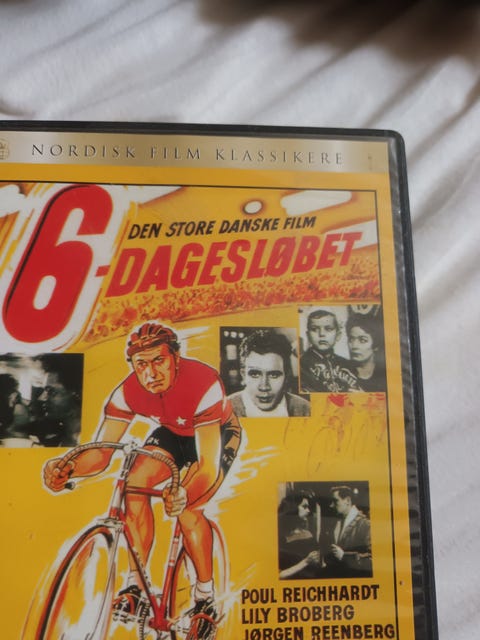 NORDISK FILM KLASSIKERE
DEN STORE DANSKE FILM
6-DAGESLØBET
POUL REICHHARDT
LILY BROBERG
JØRGEN REENBERG